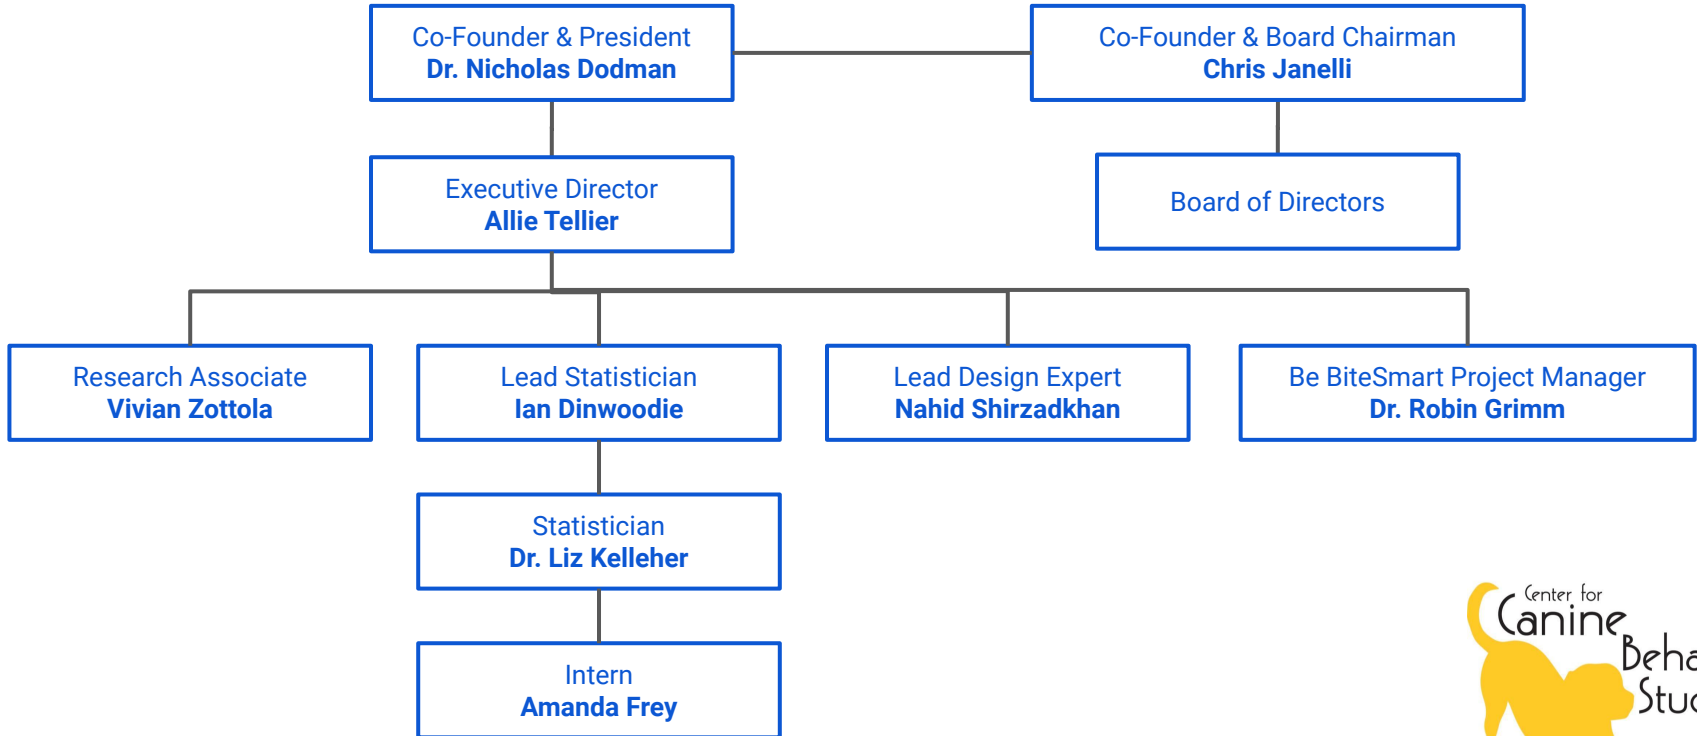 Co-Founder & President
Dr. Nicholas Dodman
Co-Founder & Board Chairman
Chris Janelli
Executive Director
Allie Tellier
Board of Directors
Research Associate
Vivian Zottola
Lead Statistician
Ian Dinwoodie
Lead Design Expert
Nahid Shirzadkhan
Be BiteSmart Project Manager
Dr. Robin Grimm
Statistician
Dr. Liz Kelleher
Intern
Amanda Frey
Center for
Canine